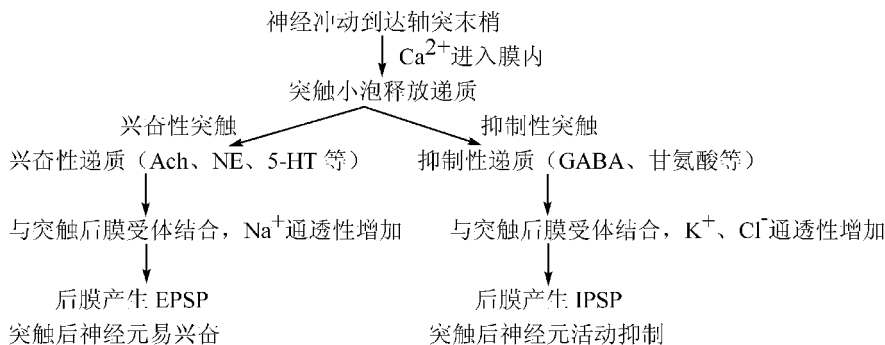 神经冲动到达轴突末梢
Ca²⁺进入膜内
突触小泡释放递质
兴奋性突触
抑制性突触
兴奋性递质（Ach、NE、5-HT 等）
抑制性递质（GABA、甘氨酸等）
与突触后膜受体结合，Na⁺通透性增加
与突触后膜受体结合，K⁺、Cl⁻通透性增加
后膜产生 EPSP
后膜产生 IPSP
突触后神经元易兴奋
突触后神经元活动抑制